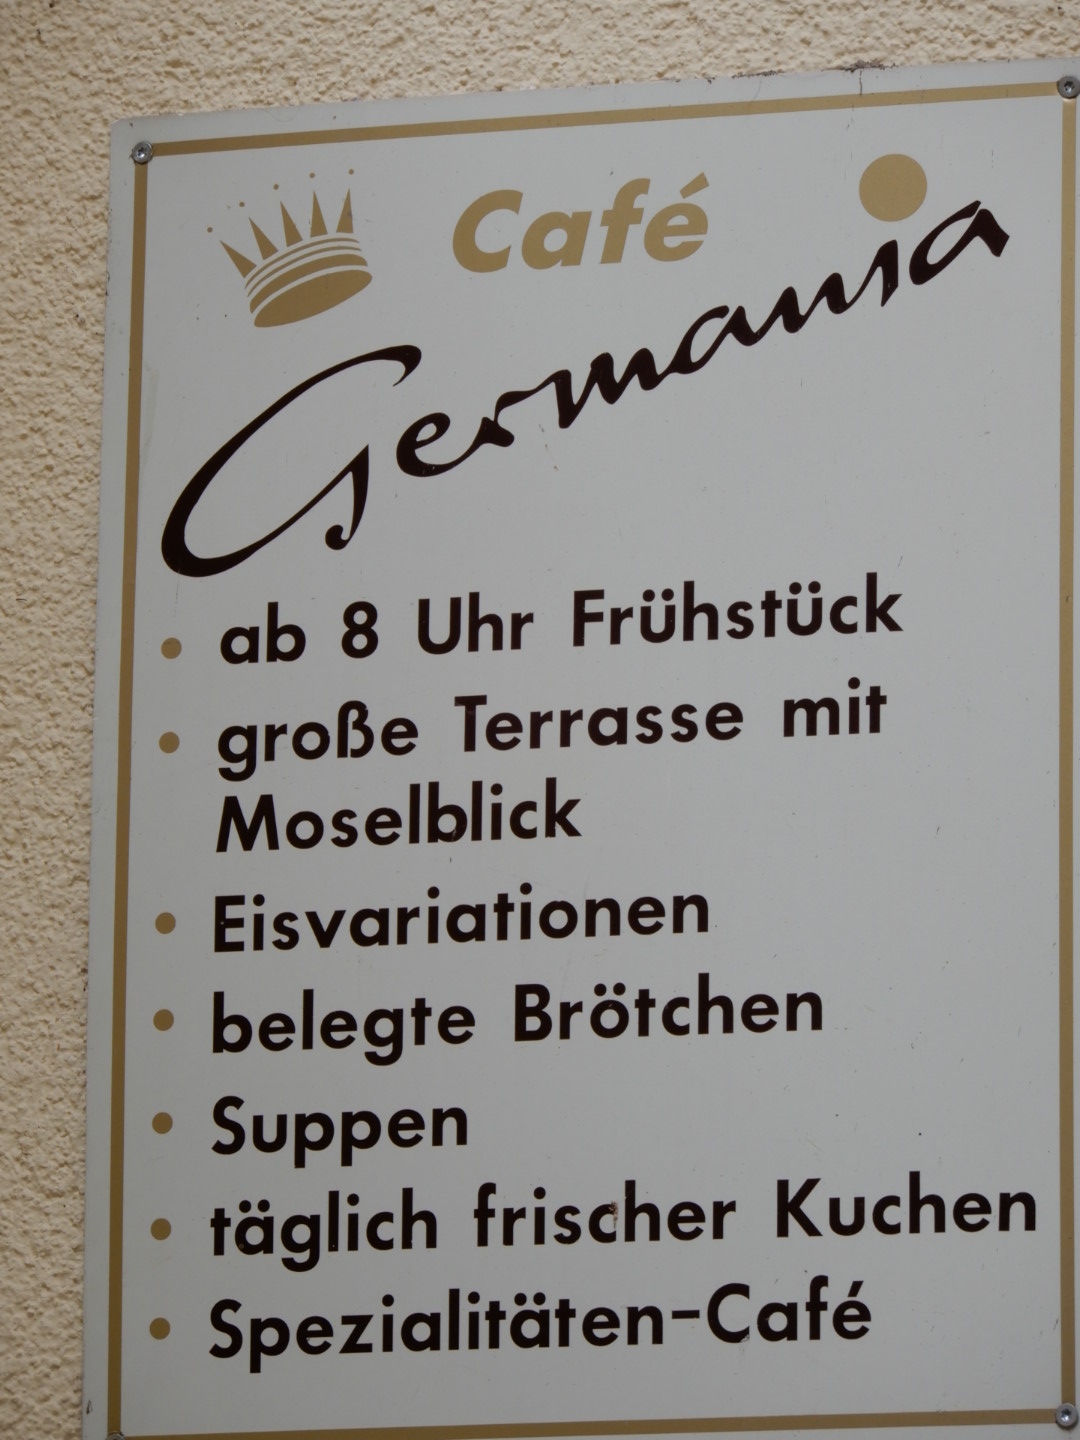 Café
Germania
• ab 8 Uhr Frühstück
• große Terrasse mit
Moselblick
• Eisvariationen
• belegte Brötchen
• Suppen
• täglich frischer Kuchen
• Spezialitäten-Café